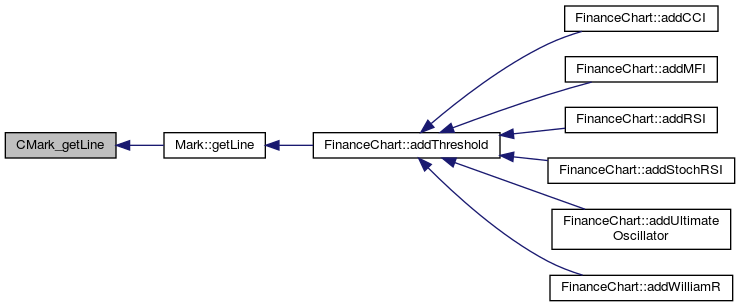 CMark_getLine
Mark::getLine
FinanceChart::addThreshold
FinanceChart::addCCI
FinanceChart::addMFI
FinanceChart::addRSI
FinanceChart::addStochRSI
FinanceChart::addUltimate
Oscillator
FinanceChart::addWilliamR